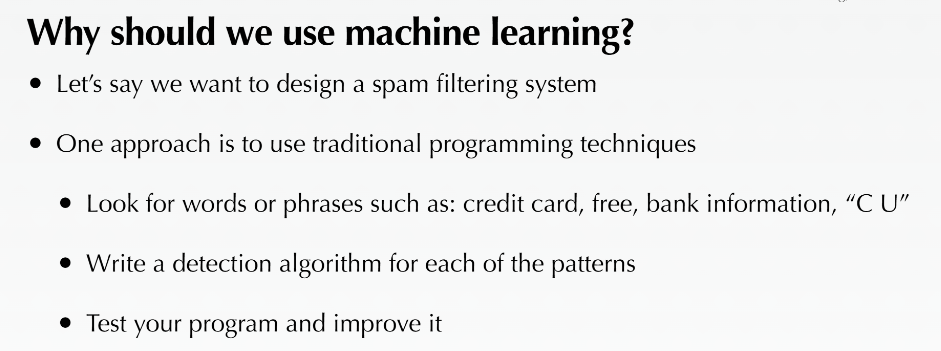 Why should we use machine learning?
• Let’s say we want to design a spam filtering system
• One approach is to use traditional programming techniques
• Look for words or phrases such as: credit card, free, bank information, “C U”
• Write a detection algorithm for each of the patterns
• Test your program and improve it